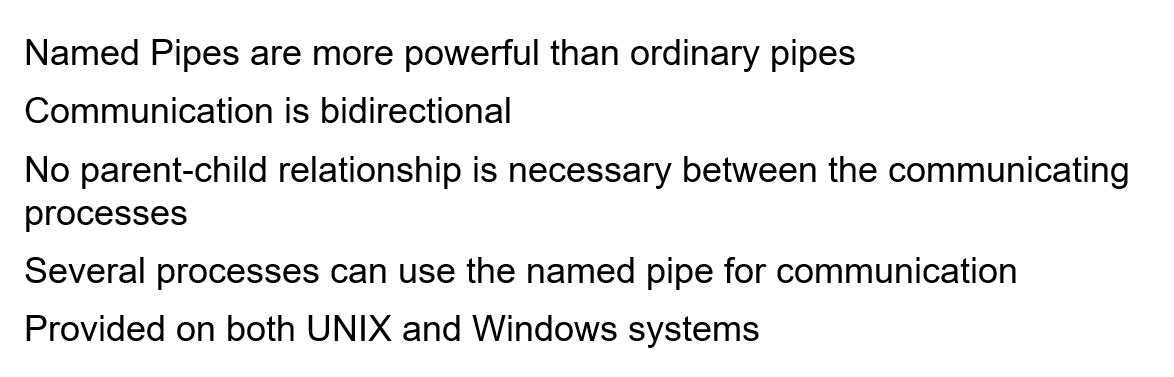 Named Pipes are more powerful than ordinary pipes
Communication is bidirectional
No parent-child relationship is necessary between the communicating
processes
Several processes can use the named pipe for communication
Provided on both UNIX and Windows systems